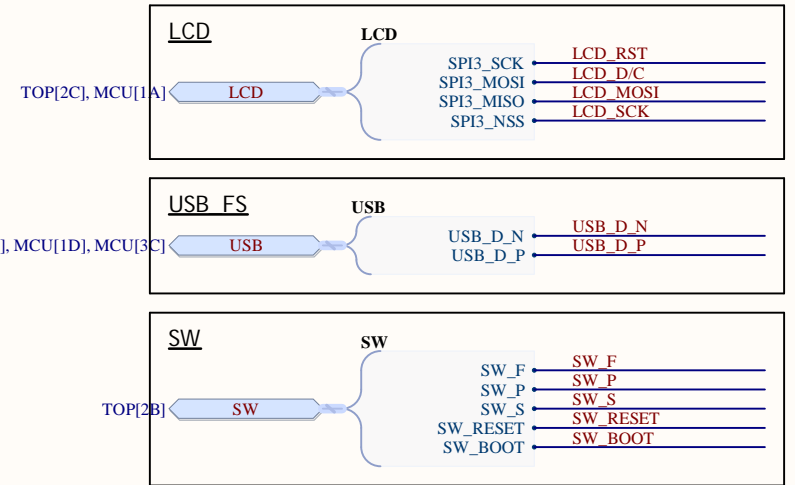 LCD
LCD
TOP[2C], MCU[1A]
LCD
SPI3_SCK LCD_RST
SPI3_MOSI LCD_D/C
SPI3_MISO LCD_MOSI
SPI3_NSS LCD_SCK
USB FS
USB
], MCU[1D], MCU[3C]
USB
USB_D_N USB_D_N
USB_D_P USB_D_P
SW
SW
TOP[2B]
SW
SW_F SW_F
SW_P SW_P
SW_S SW_S
SW_RESET SW_RESET
SW_BOOT SW_BOOT